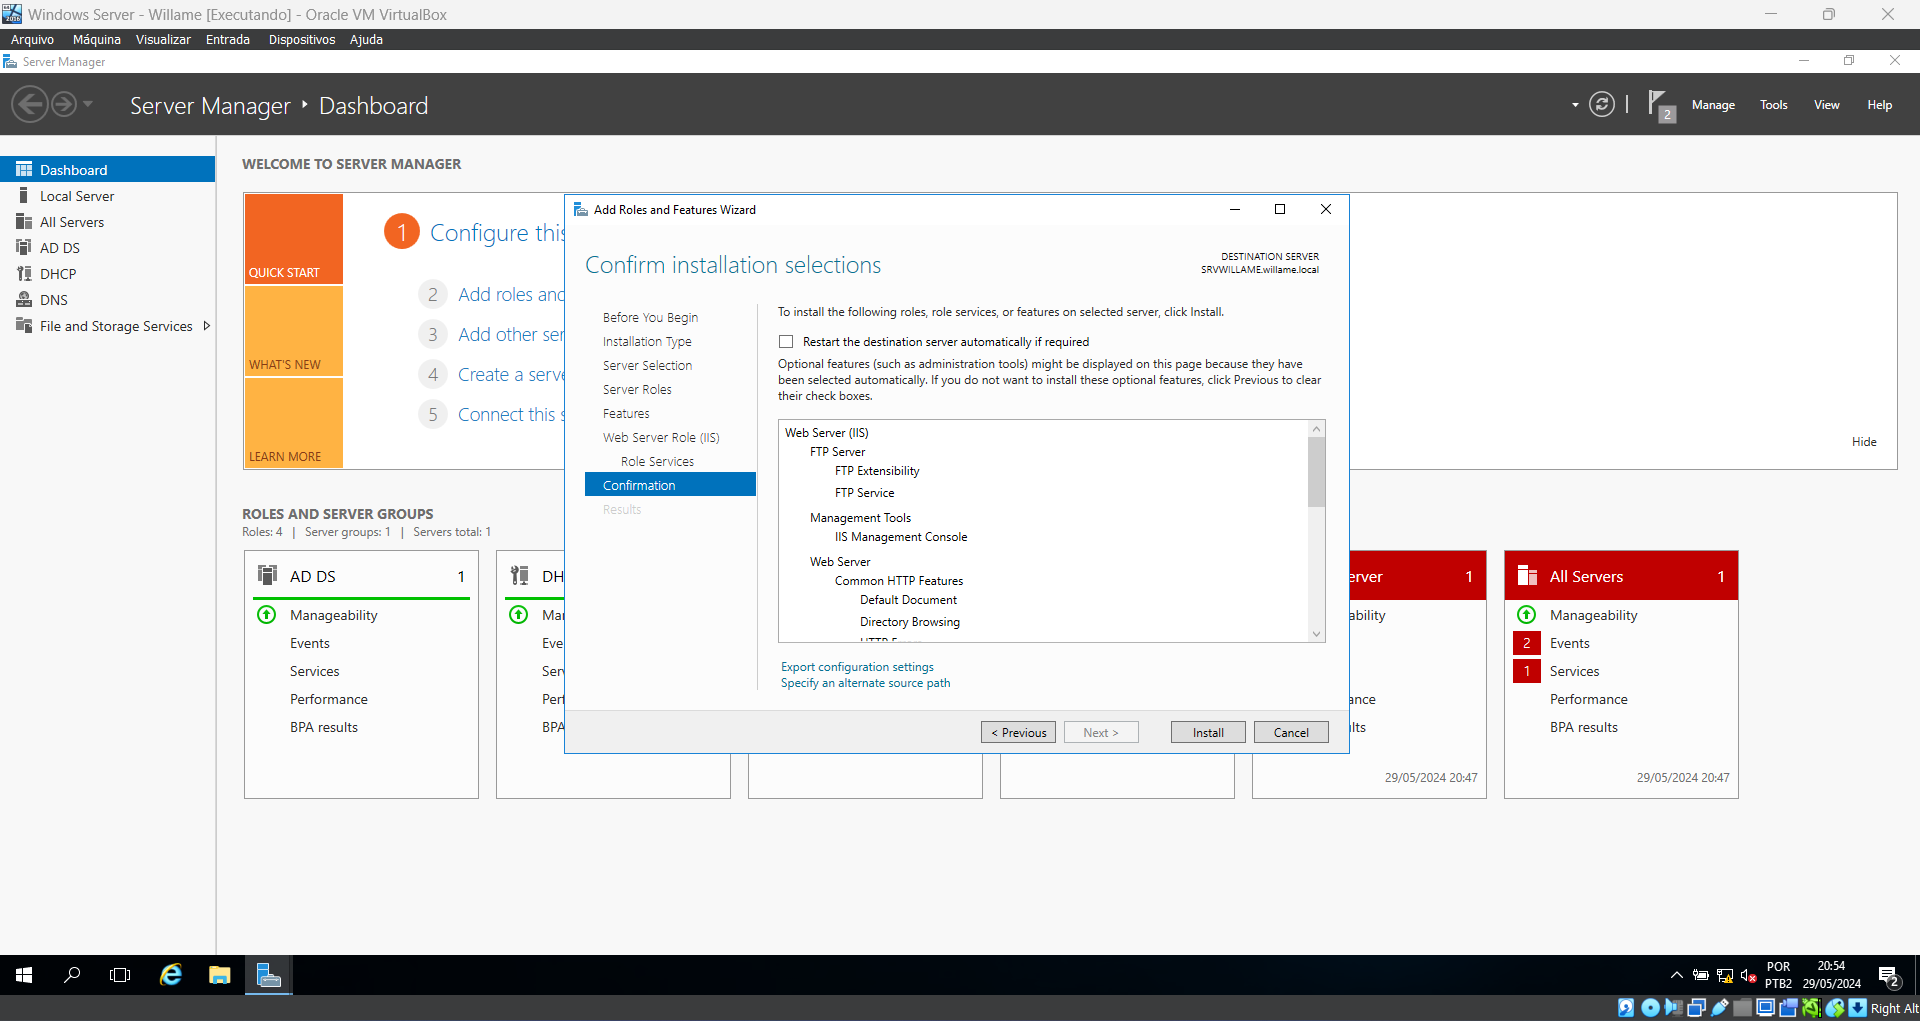 Windows Server - Willame [Executando] - Oracle VM VirtualBox
Arquivo Máquina Visualizar Entrada Dispositivos Ajuda
Server Manager
Server Manager Dashboard
2 Manage Tools View Help
Dashboard
Local Server
All Servers
AD DS
DHCP
DNS
File and Storage Services
WELCOME TO SERVER MANAGER
QUICK START
WHAT'S NEW
LEARN MORE
1 Configure this
2 Add roles and
3 Add other ser
4 Create a serve
5 Connect this s
Hide
Add Roles and Features Wizard
Confirm installation selections
DESTINATION SERVER
SRVWILLAME.willame.local
Before You Begin
Installation Type
Server Selection
Server Roles
Features
Web Server Role (IIS)
Role Services
Confirmation
Results
To install the following roles, role services, or features on selected server, click Install.
Restart the destination server automatically if required
Optional features (such as administration tools) might be displayed on this page because they have
been selected automatically. If you do not want to install these optional features, click Previous to clear
their check boxes.
Web Server (IIS)
FTP Server
FTP Extensibility
FTP Service
Management Tools
IIS Management Console
Web Server
Common HTTP Features
Default Document
Directory Browsing
Export configuration settings
Specify an alternate source path
< Previous Next > Install Cancel
ROLES AND SERVER GROUPS
Roles: 4 | Server groups: 1 | Servers total: 1
AD DS 1
Manageability
Events
Services
Performance
BPA results
DH
Ma
Eve
Ser
Perf
BPA
erver 1
ability
ance
lts
29/05/2024 20:47
All Servers 1
Manageability
2 Events
1 Services
Performance
BPA results
29/05/2024 20:47
POR
PTB2
20:54
29/05/2024
2
Right Alt